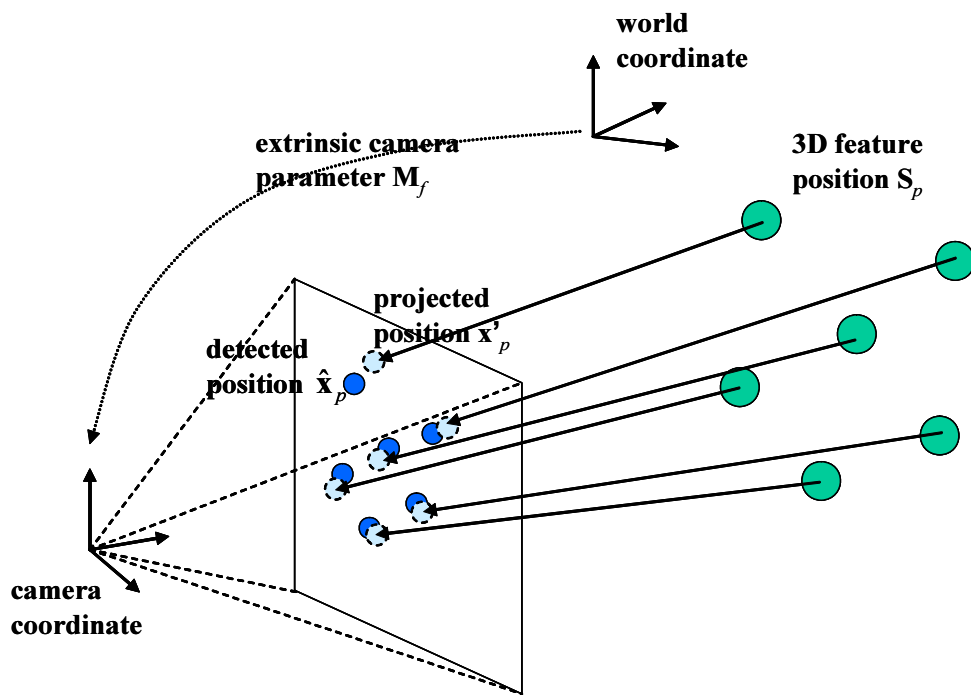 world
coordinate
extrinsic camera
parameter M_f
3D feature
position S_p
projected
position x'_p
detected
position x̂_p
camera
coordinate